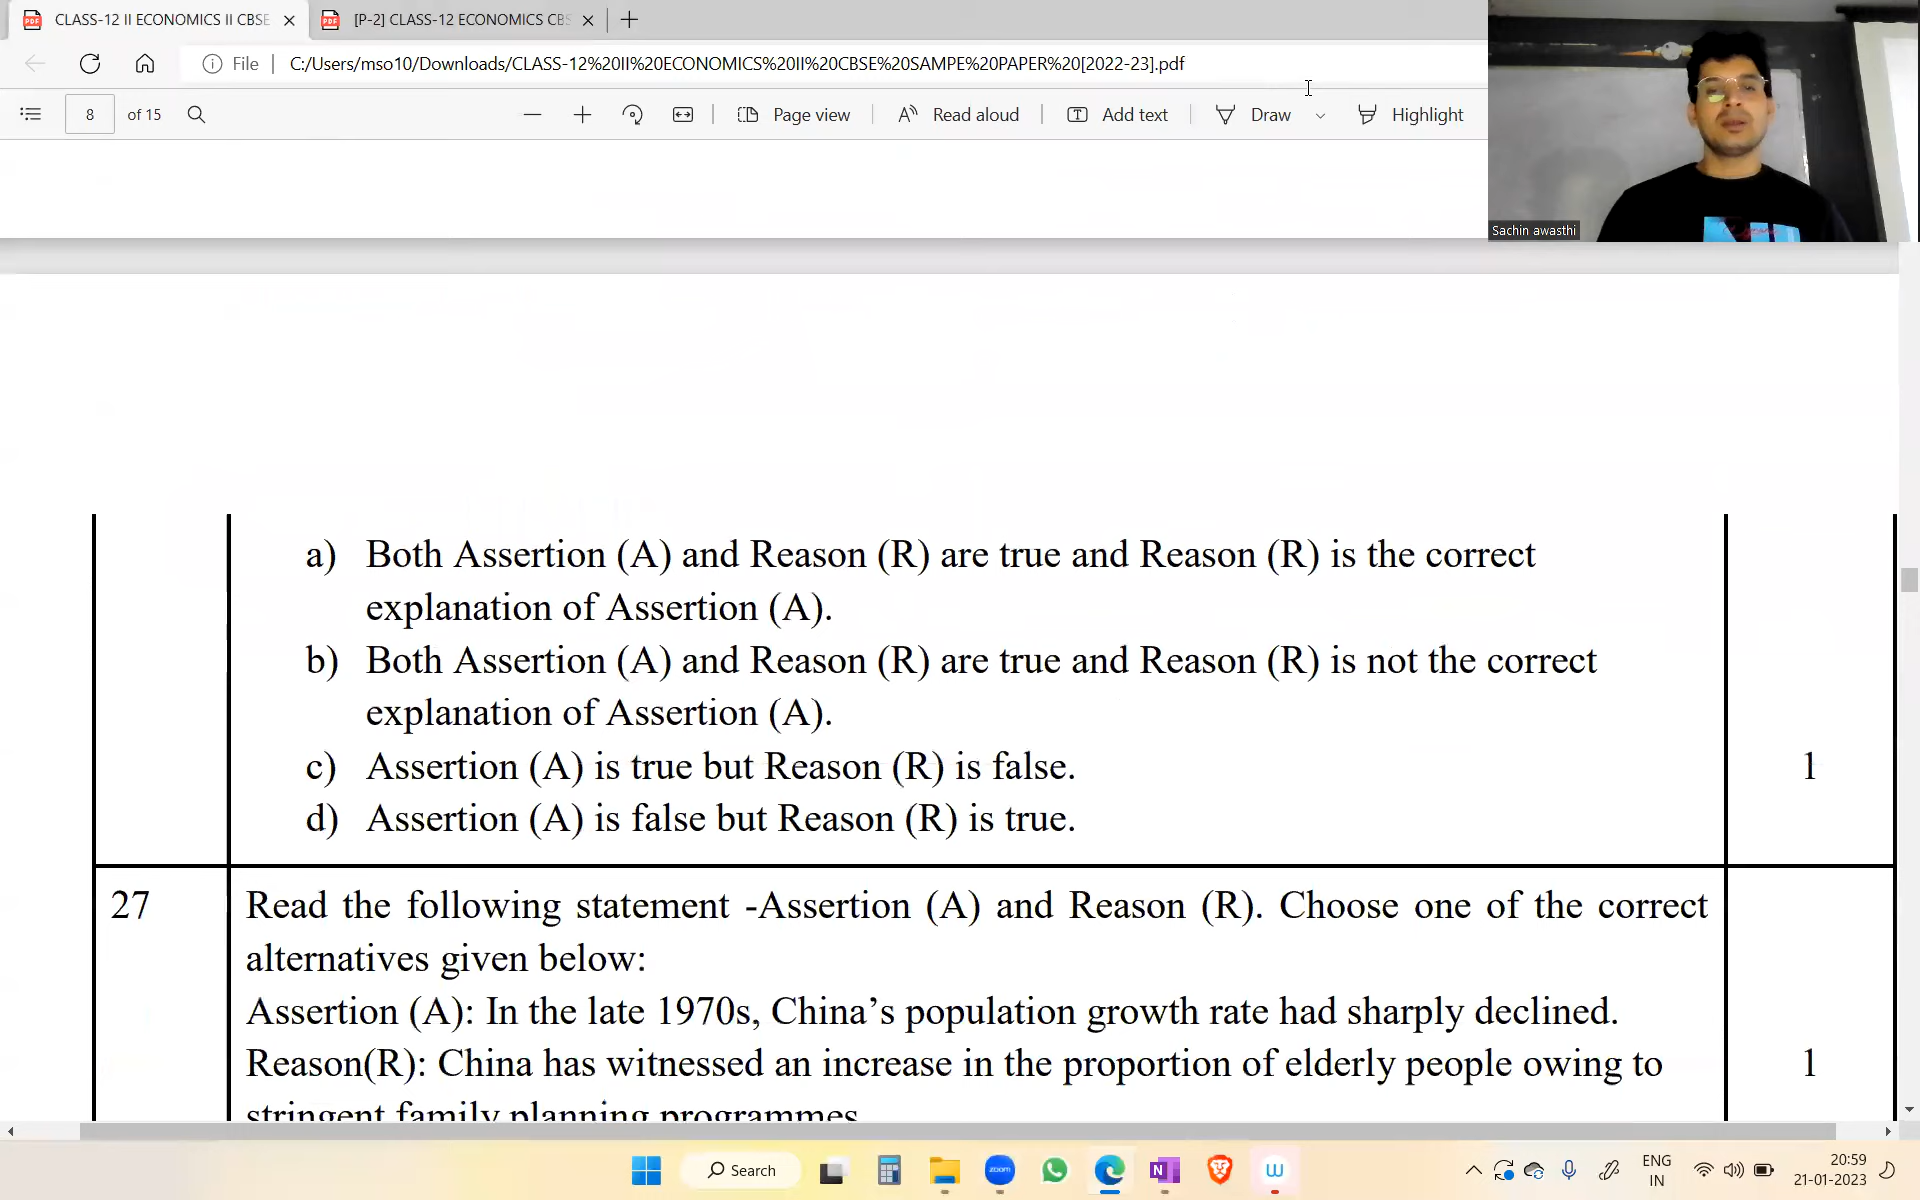 CLASS-12 II ECONOMICS II CBSE
[P-2] CLASS-12 ECONOMICS CBS
File
C:/Users/mso10/Downloads/CLASS-12%20II%20ECONOMICS%20II%20CBSE%20SAMPE%20PAPER%20[2022-23].pdf
8 of 15
Page view
Read aloud
Add text
Draw
Highlight
Sachin awasthi
a) Both Assertion (A) and Reason (R) are true and Reason (R) is the correct
explanation of Assertion (A).
b) Both Assertion (A) and Reason (R) are true and Reason (R) is not the correct
explanation of Assertion (A).
c) Assertion (A) is true but Reason (R) is false. 1
d) Assertion (A) is false but Reason (R) is true.
27 Read the following statement -Assertion (A) and Reason (R). Choose one of the correct
alternatives given below:
Assertion (A): In the late 1970s, China’s population growth rate had sharply declined.
Reason(R): China has witnessed an increase in the proportion of elderly people owing to 1
stringent family planning programmes
Search
zoom
ENG
IN
20:59
21-01-2023